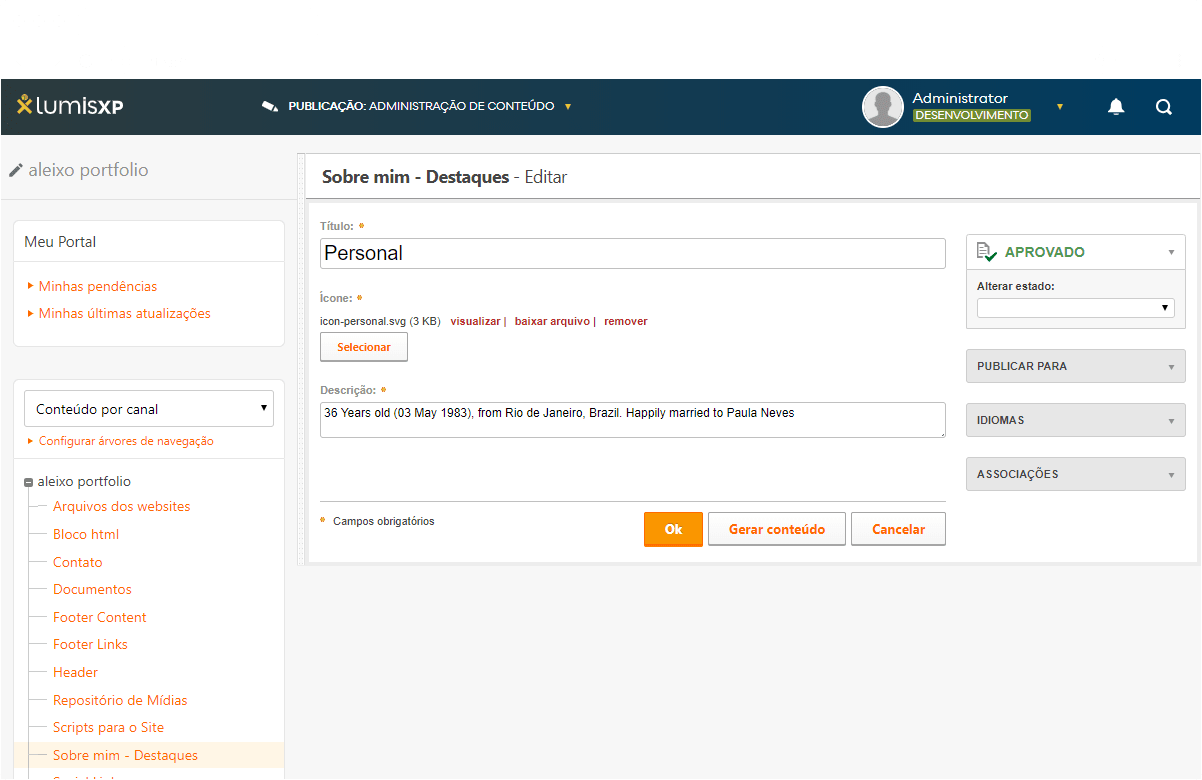 lumisXP
PUBLICAÇÃO: ADMINISTRAÇÃO DE CONTEÚDO
Administrator
DESENVOLVIMENTO
aleixo portfolio
Meu Portal
Minhas pendências
Minhas últimas atualizações
Conteúdo por canal
Configurar árvores de navegação
aleixo portfolio
Arquivos dos websites
Bloco html
Contato
Documentos
Footer Content
Footer Links
Header
Repositório de Mídias
Scripts para o Site
Sobre mim - Destaques
Sobre mim - Destaques - Editar
Título: *
Personal
Ícone: *
icon-personal.svg (3 KB) visualizar | baixar arquivo | remover
Selecionar
Descrição: *
36 Years old (03 May 1983), from Rio de Janeiro, Brazil. Happily married to Paula Neves
* Campos obrigatórios
Ok
Gerar conteúdo
Cancelar
APROVADO
Alterar estado:
PUBLICAR PARA
IDIOMAS
ASSOCIAÇÕES